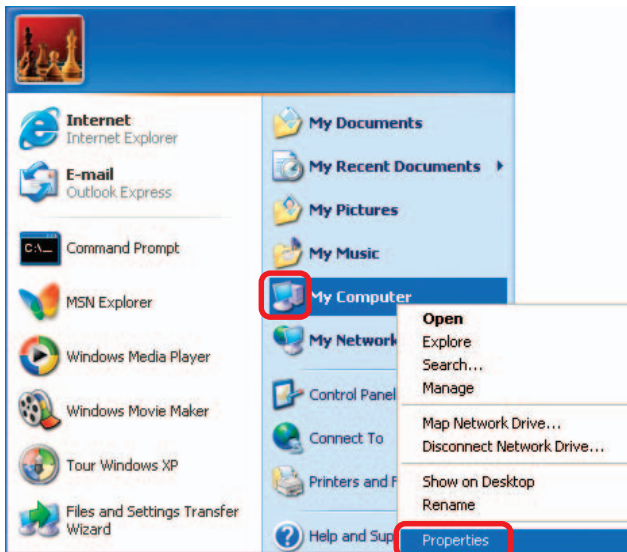 Internet
Internet Explorer
E-mail
Outlook Express
C:\_
Command Prompt
MSN Explorer
Windows Media Player
Windows Movie Maker
Tour Windows XP
Files and Settings Transfer
Wizard
My Documents
My Recent Documents
My Pictures
My Music
My Computer
My Network
Control Panel
Connect To
Printers and
Help and
Open
Explore
Search...
Manage
Map Network Drive...
Disconnect Network Drive...
Show on Desktop
Rename
Properties